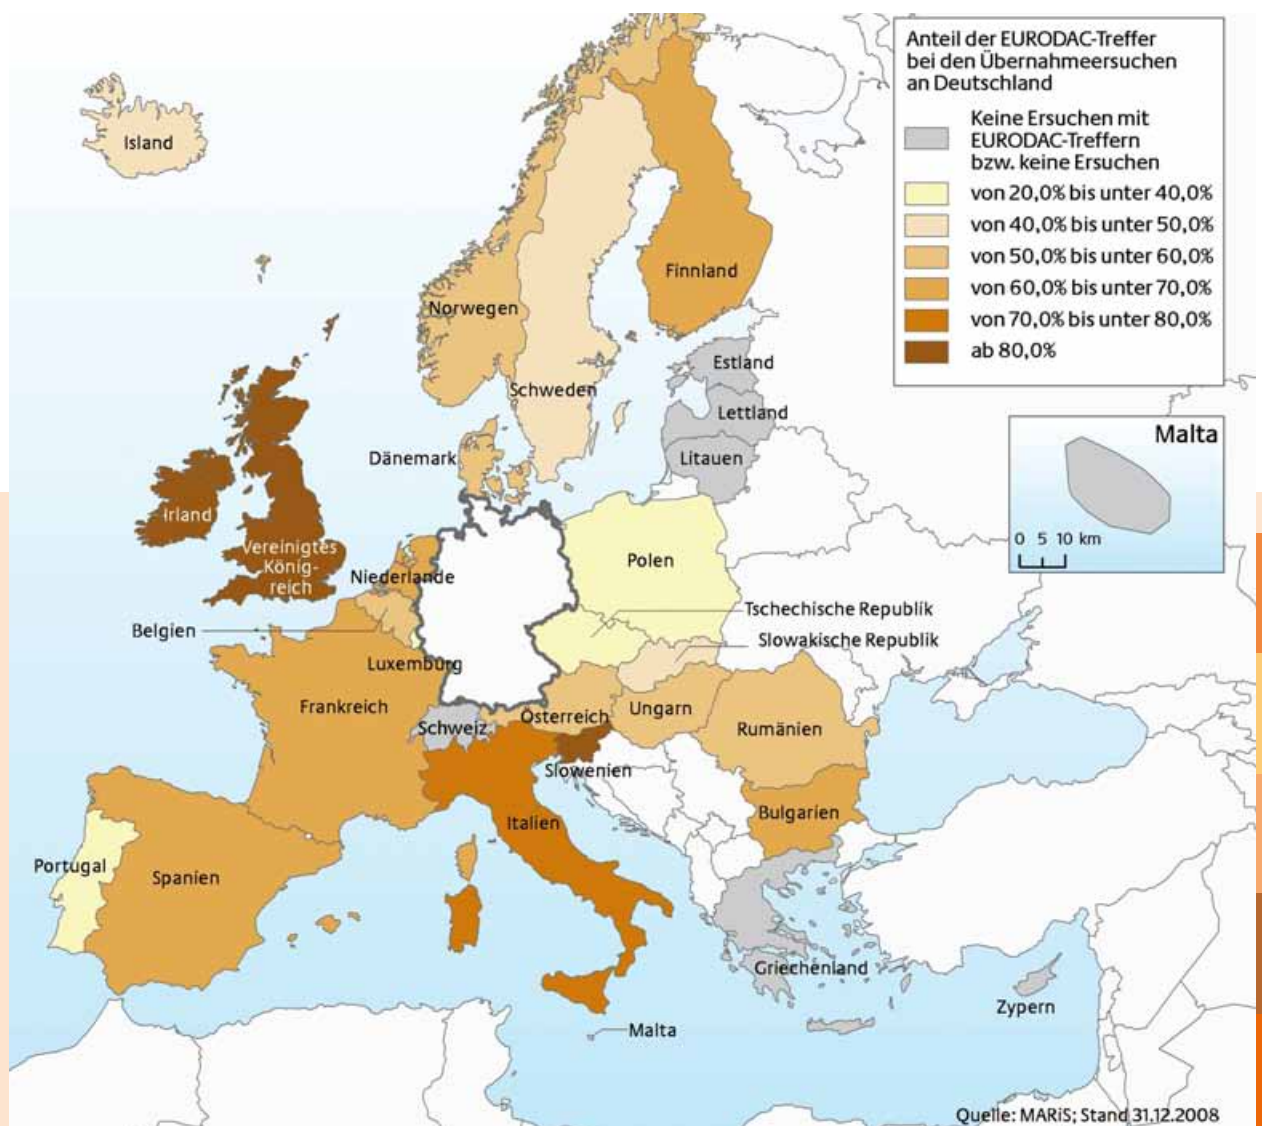 Anteil der EURODAC-Treffer
bei den Übernahmeersuchen
an Deutschland
Keine Ersuchen mit
EURODAC-Treffern
bzw. keine Ersuchen
von 20,0% bis unter 40,0%
von 40,0% bis unter 50,0%
von 50,0% bis unter 60,0%
von 60,0% bis unter 70,0%
von 70,0% bis unter 80,0%
ab 80,0%
Island
Finnland
Norwegen
Estland
Schweden
Lettland
Malta
Dänemark
Litauen
Irland
0 5 10 km
Vereinigtes
König-
reich
Polen
Niederlande
Tschechische Republik
Belgien
Slowakische Republik
Luxemburg
Frankreich
Ungarn
Österreich
Schweiz
Rumänien
Slowenien
Bulgarien
Italien
Portugal
Spanien
Griechenland
Zypern
Malta
Quelle: MARiS; Stand 31.12.2008